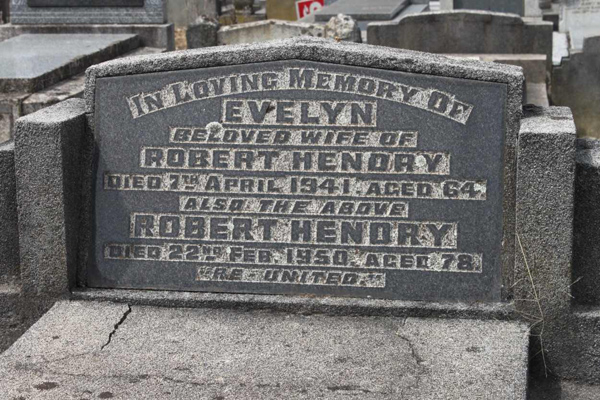 In Loving Memory Of
EVELYN
BELOVED WIFE OF
ROBERT HENDRY
DIED 7TH APRIL 1941. AGED 64.
ALSO THE ABOVE
ROBERT HENDRY
DIED 22ND FEB. 1950. AGED 78.
"RE-UNITED."